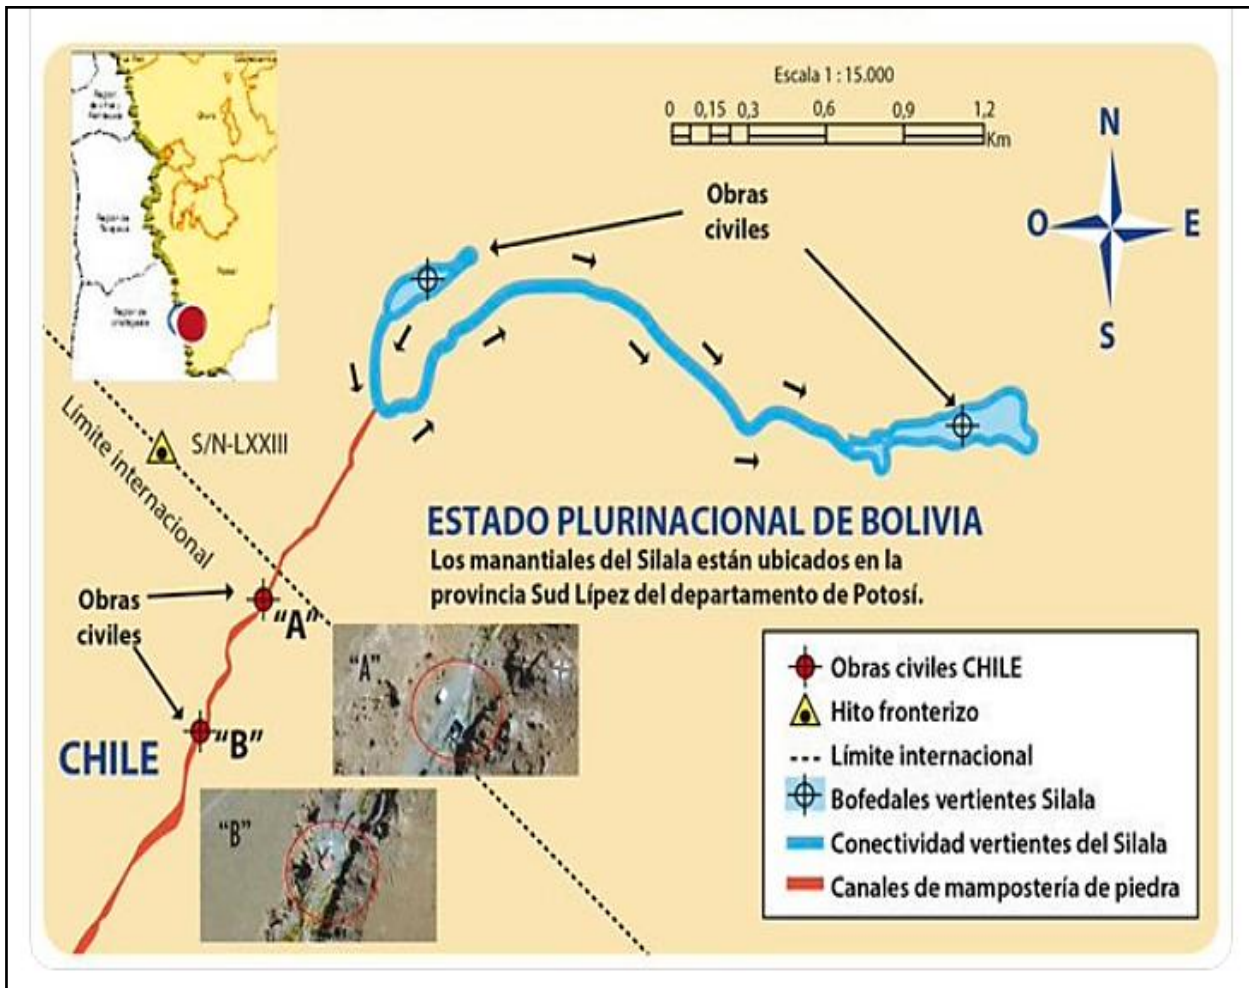 Escala 1 : 15.000
0 0,15 0,3 0,6 0,9 1,2
Km
N
O E
S
Obras
civiles
Potosí
Límite internacional
S/N-LXXIII
ESTADO PLURINACIONAL DE BOLIVIA
Los manantiales del Silala están ubicados en la
provincia Sud Lípez del departamento de Potosí.
Obras
civiles
"A"
"B"
CHILE
"A"
"B"
Obras civiles CHILE
Hito fronterizo
Límite internacional
Bofedales vertientes Silala
Conectividad vertientes del Silala
Canales de mampostería de piedra